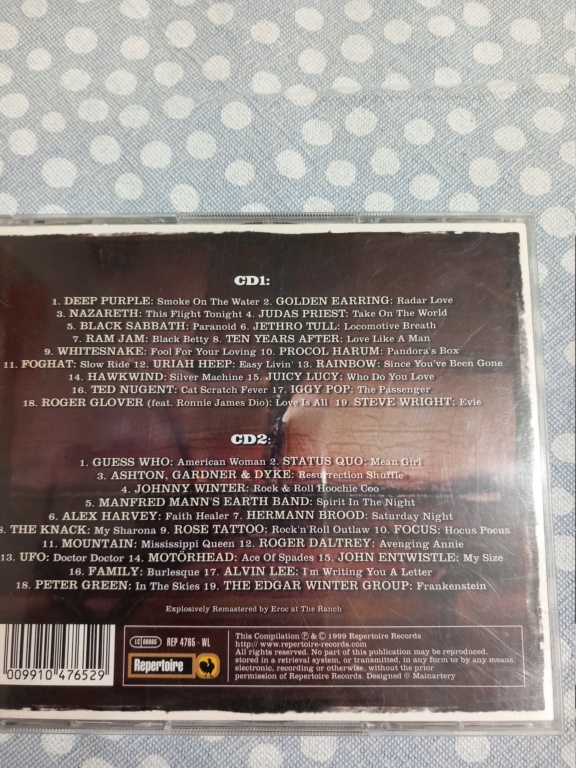 CD1:
1. DEEP PURPLE: Smoke On The Water 2. GOLDEN EARRING: Radar Love
3. NAZARETH: This Flight Tonight 4. JUDAS PRIEST: Take On The World
5. BLACK SABBATH: Paranoid 6. JETHRO TULL: Locomotive Breath
7. RAM JAM: Black Betty 8. TEN YEARS AFTER: Love Like A Man
9. WHITESNAKE: Fool For Your Loving 10. PROCOL HARUM: Pandora's Box
11. FOGHAT: Slow Ride 12. URIAH HEEP: Easy Livin' 13. RAINBOW: Since You've Been Gone
14. HAWKWIND: Silver Machine 15. JUICY LUCY: Who Do You Love
16. TED NUGENT: Cat Scratch Fever 17. IGGY POP: The Passenger
18. ROGER GLOVER (feat. Ronnie James Dio): Love Is All 19. STEVE WRIGHT: Evie
CD2:
1. GUESS WHO: American Woman 2. STATUS QUO: Mean Girl
3. ASHTON, GARDNER & DYKE: Resurrection Shuffle
4. JOHNNY WINTER: Rock & Roll Hoochie Coo
5. MANFRED MANN'S EARTH BAND: Spirit In The Night
6. ALEX HARVEY: Faith Healer 7. HERMANN BROOD: Saturday Night
8. THE KNACK: My Sharona 9. ROSE TATTOO: Rock'n'Roll Outlaw 10. FOCUS: Hocus Pocus
11. MOUNTAIN: Mississippi Queen 12. ROGER DALTREY: Avenging Annie
13. UFO: Doctor Doctor 14. MOTÖRHEAD: Ace Of Spades 15. JOHN ENTWISTLE: My Size
16. FAMILY: Burlesque 17. ALVIN LEE: I'm Writing You A Letter
18. PETER GREEN: In The Skies 19. THE EDGAR WINTER GROUP: Frankenstein
Explosively Remastered by Eroc at The Ranch
009910 476529
LC 08065 REP 4765 - WL
Repertoire
This Compilation ℗ & © 1999 Repertoire Records
http://www.repertoire-records.com
All rights reserved. No part of this publication may be reproduced,
stored in a retrieval system, or transmitted, in any form or by any means,
electronic, recording or otherwise, without the prior
permission of Repertoire Records. Designed @ Mainartery